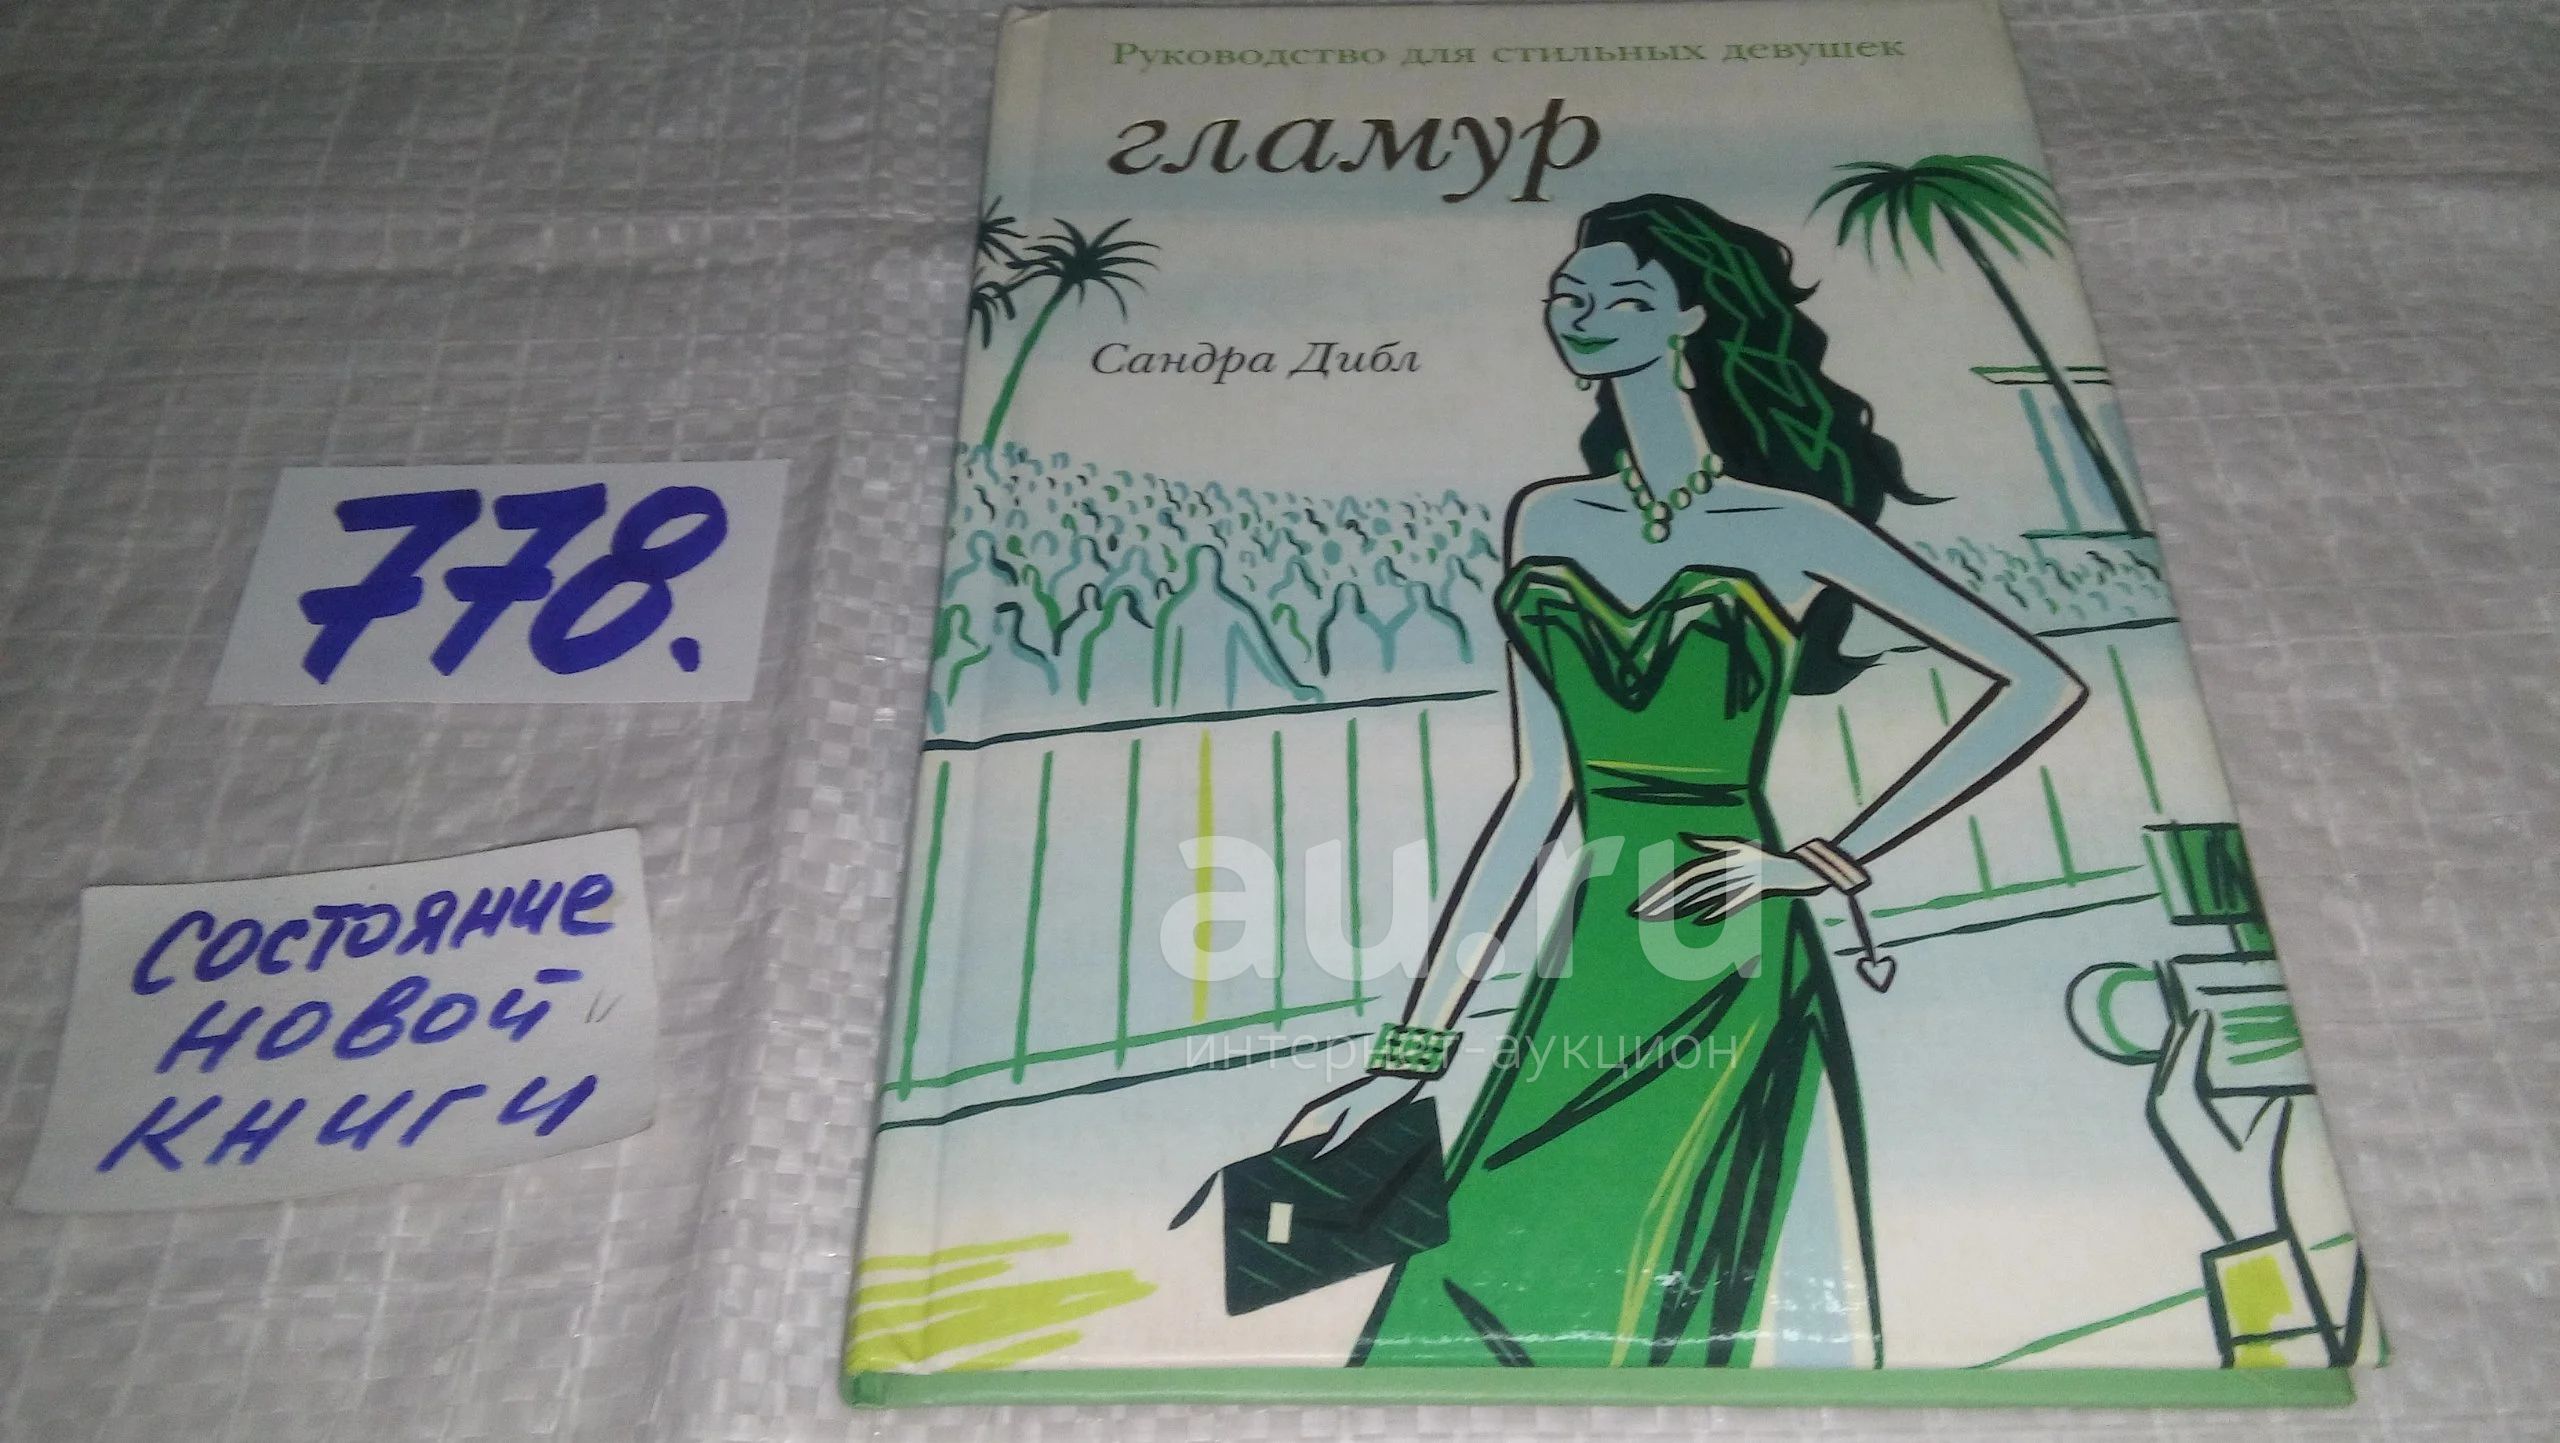 Руководство для стильных девушек
гламур
Сандра Дибл
778.
состояние
новой
книги
au.ru
интернет-аукцион